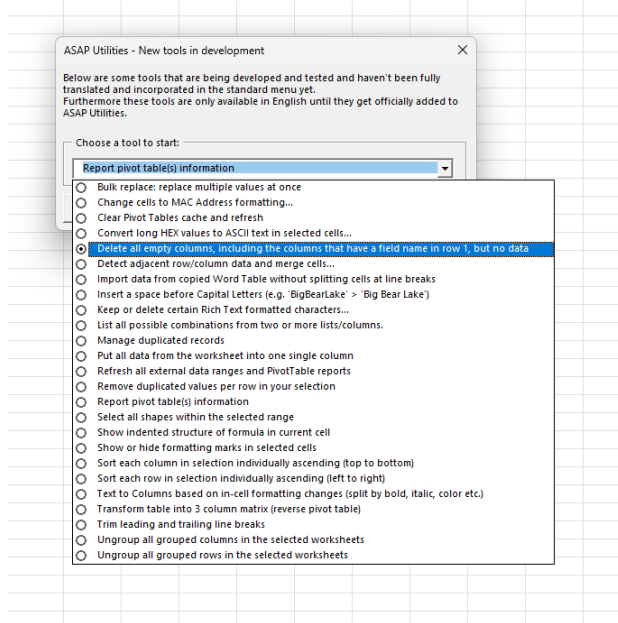 ASAP Utilities - New tools in development
Below are some tools that are being developed and tested and haven't been fully
translated and incorporated in the standard menu yet.
Furthermore these tools are only available in English until they get officially added to
ASAP Utilities.
Choose a tool to start:
Report pivot table(s) information
Bulk replace: replace multiple values at once
Change cells to MAC Address formatting...
Clear Pivot Tables cache and refresh
Convert long HEX values to ASCII text in selected cells...
Delete all empty columns, including the columns that have a field name in row 1, but no data
Detect adjacent row/column data and merge cells...
Import data from copied Word Table without splitting cells at line breaks
Insert a space before Capital Letters (e.g. 'BigBearLake' > 'Big Bear Lake')
Keep or delete certain Rich Text formatted characters...
List all possible combinations from two or more lists/columns.
Manage duplicated records
Put all data from the worksheet into one single column
Refresh all external data ranges and PivotTable reports
Remove duplicated values per row in your selection
Report pivot table(s) information
Select all shapes within the selected range
Show indented structure of formula in current cell
Show or hide formatting marks in selected cells
Sort each column in selection individually ascending (top to bottom)
Sort each row in selection individually ascending (left to right)
Text to Columns based on in-cell formatting changes (split by bold, italic, color etc.)
Transform table into 3 column matrix (reverse pivot table)
Trim leading and trailing line breaks
Ungroup all grouped columns in the selected worksheets
Ungroup all grouped rows in the selected worksheets